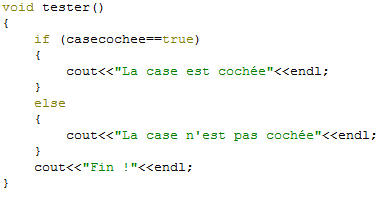 void tester()
{
    if (casecochee==true)
    {
        cout<<"La case est cochée"<<endl;
    }
    else
    {
        cout<<"La case n'est pas cochée"<<endl;
    }
    cout<<"Fin !"<<endl;
}